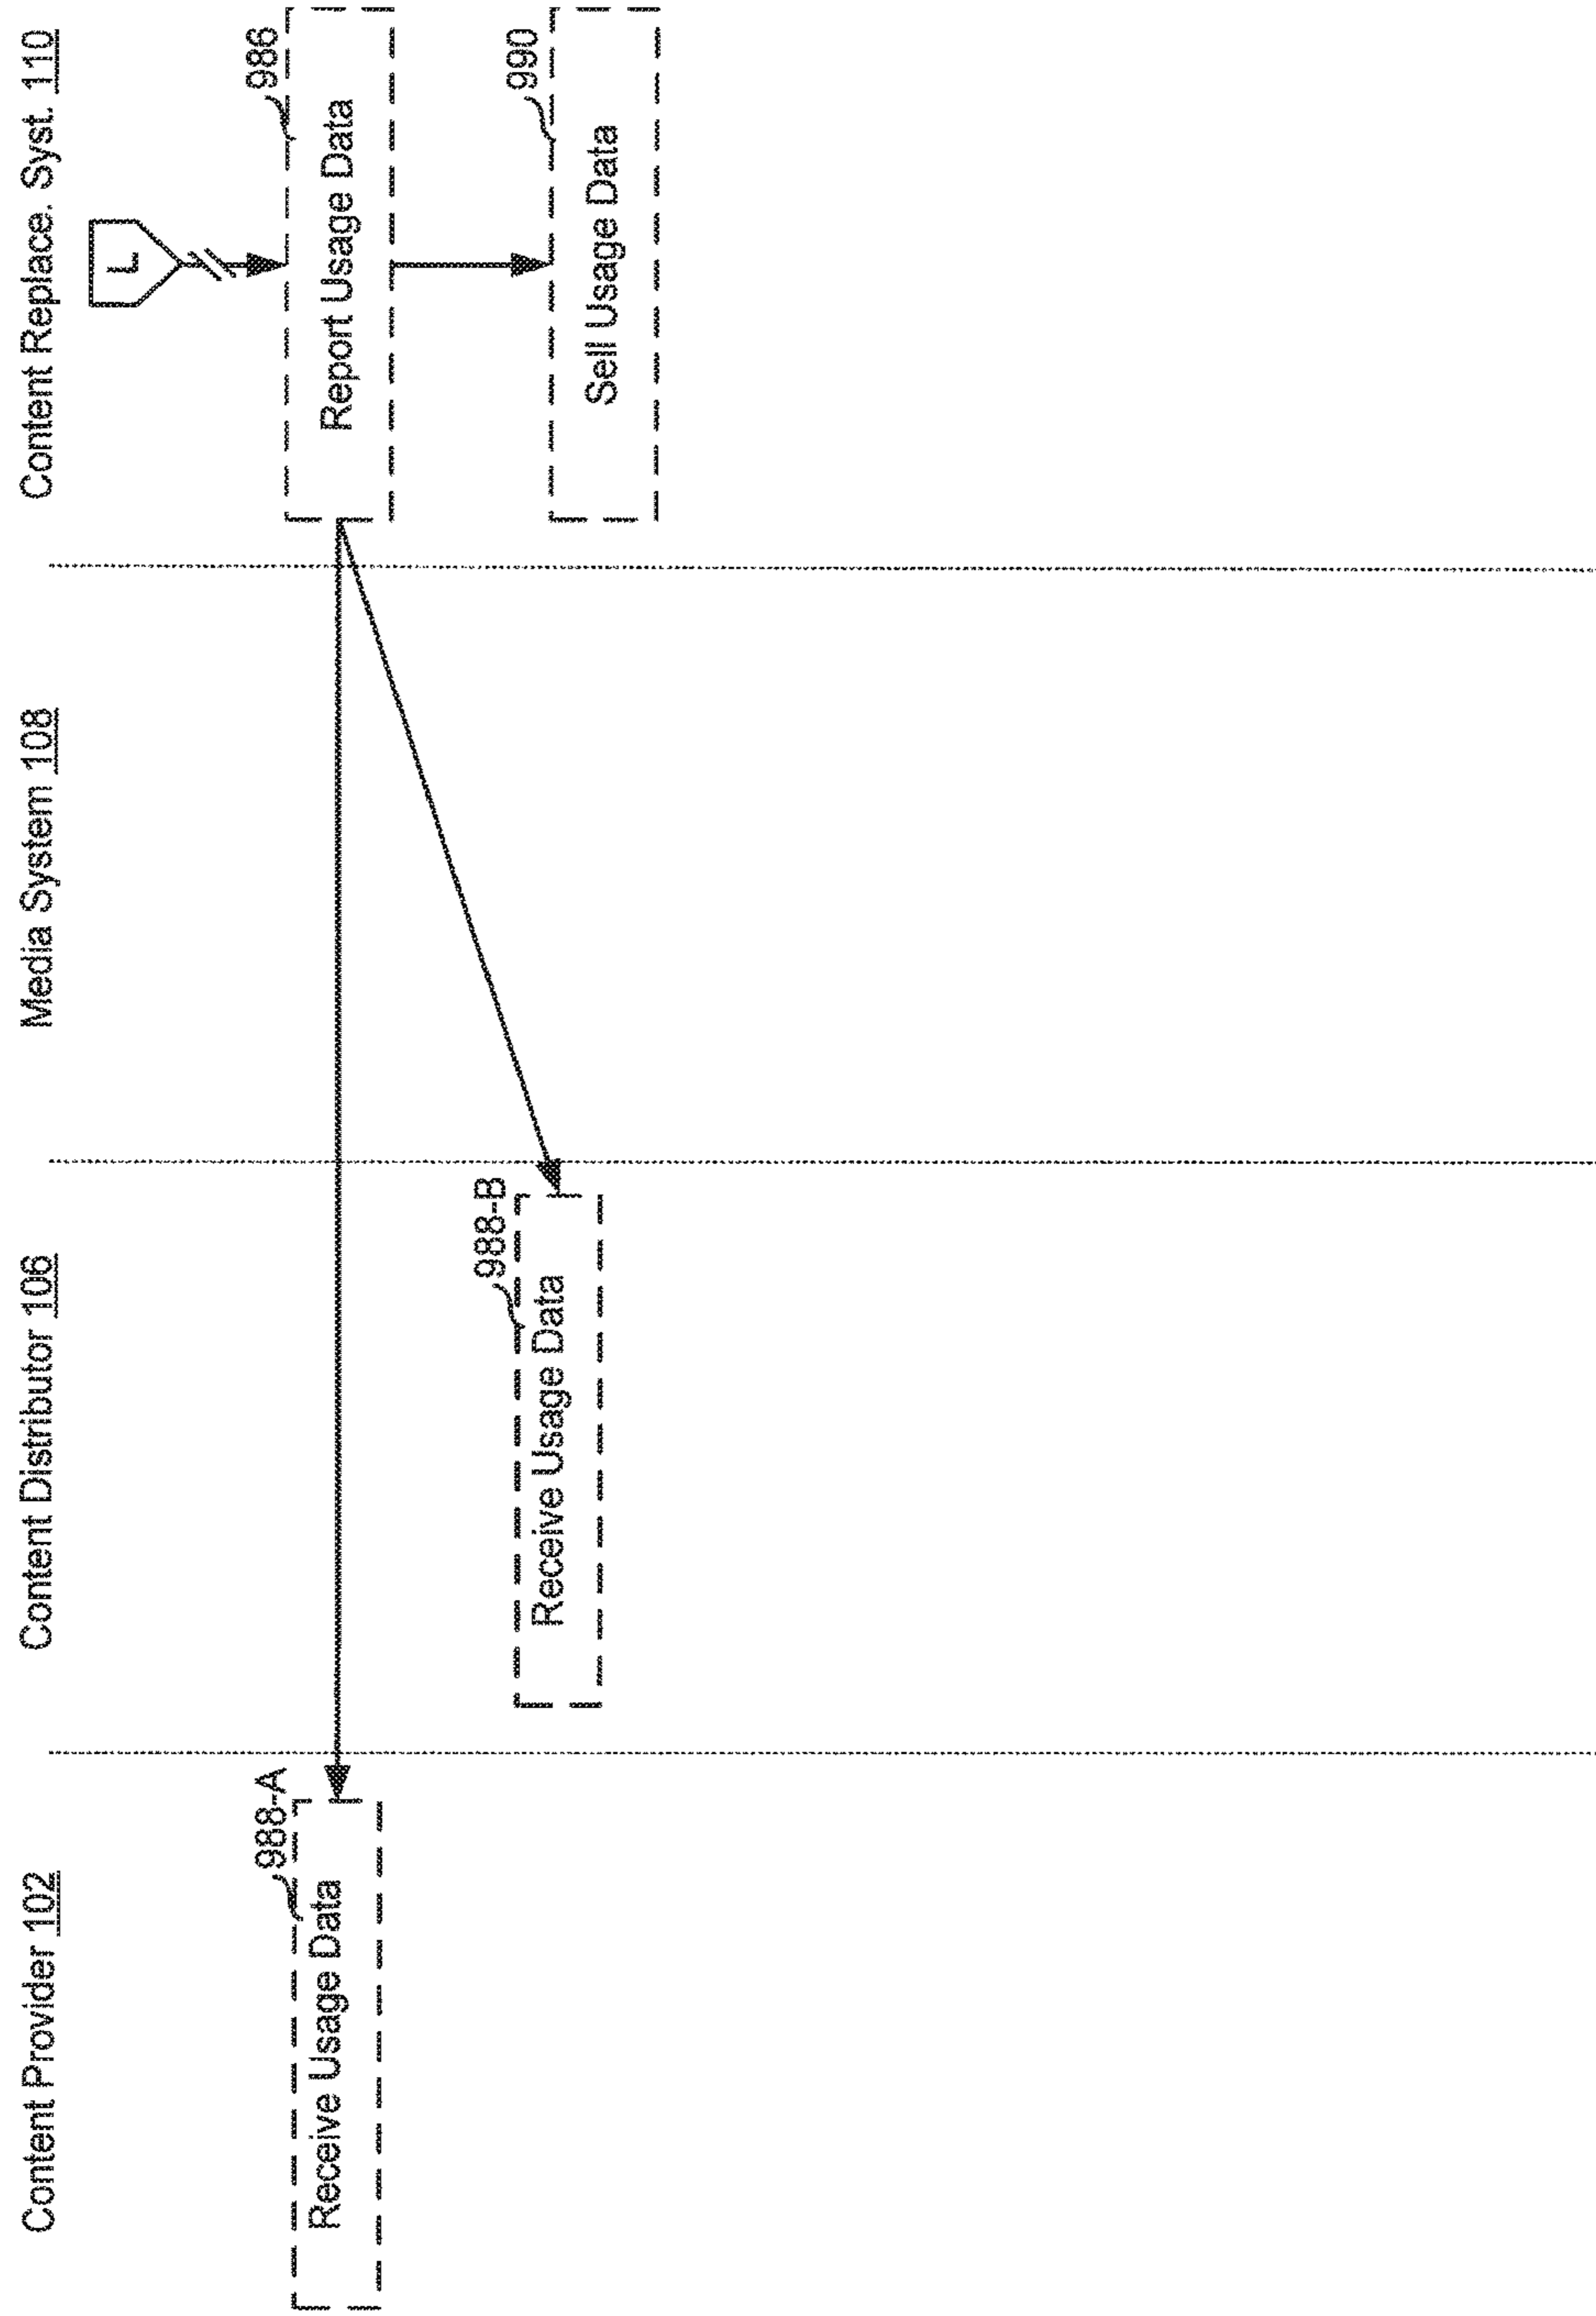 Content Provider 102
Content Distributor 106
Media System 108
Content Replace. Syst. 110
L
988-A
Receive Usage Data
986
Report Usage Data
988-B
Receive Usage Data
990
Sell Usage Data